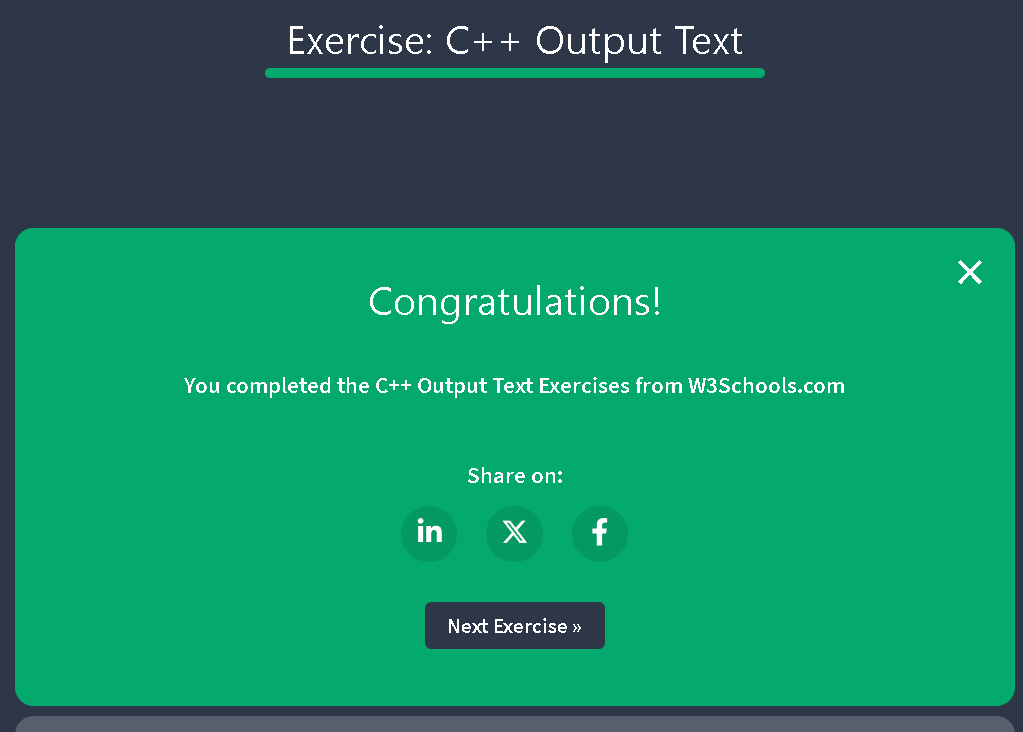 Exercise: C++ Output Text
Congratulations!
You completed the C++ Output Text Exercises from W3Schools.com
Share on:
in X f
Next Exercise »